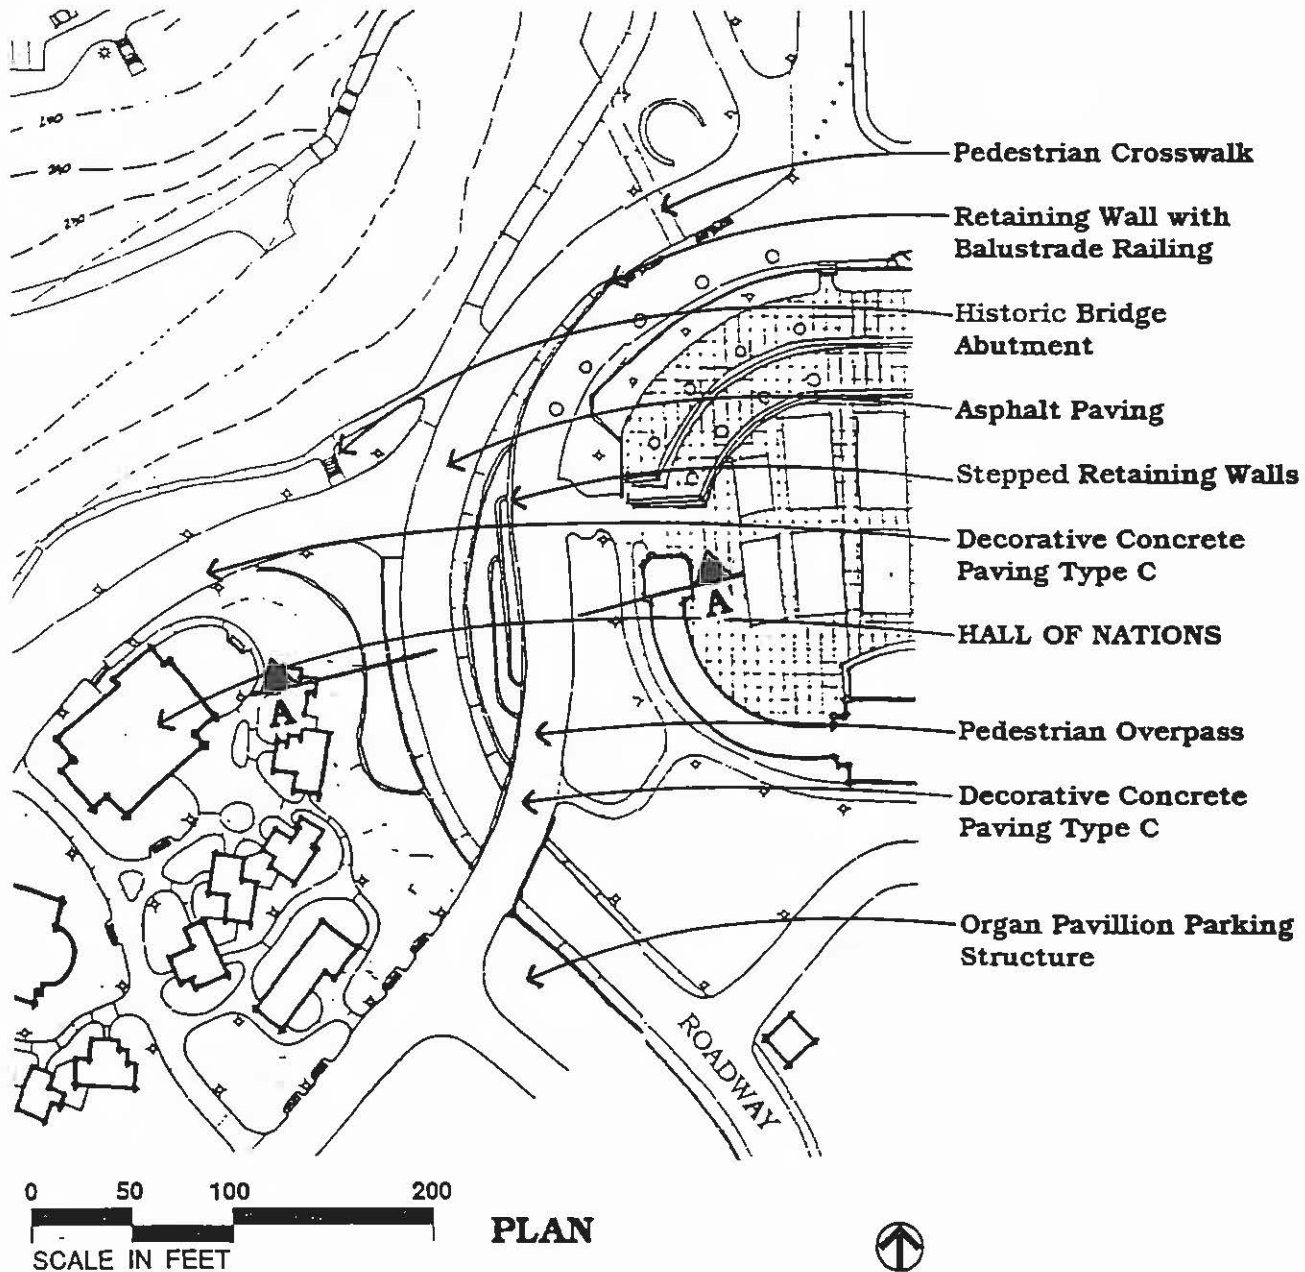 Pedestrian Crosswalk
Retaining Wall with
Balustrade Railing
Historic Bridge
Abutment
Asphalt Paving
Stepped Retaining Walls
Decorative Concrete
Paving Type C
A
HALL OF NATIONS
A
Pedestrian Overpass
Decorative Concrete
Paving Type C
Organ Pavillion Parking
Structure
ROADWAY
0 50 100 200
SCALE IN FEET
PLAN